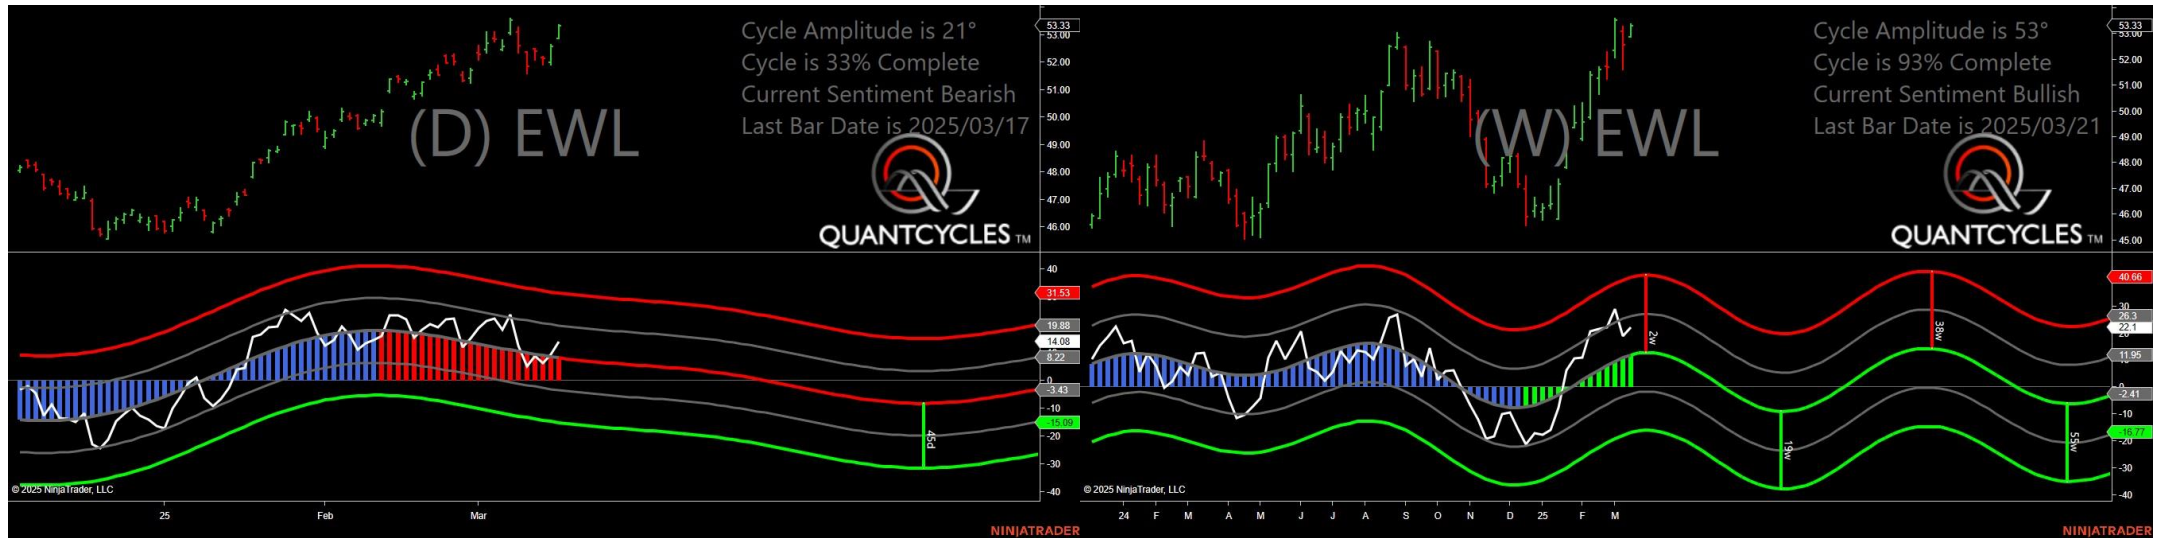 Cycle Amplitude is 21°
Cycle is 33% Complete
Current Sentiment Bearish
Last Bar Date is 2025/03/17
(D) EWL
QUANTCYCLES TM
53.33
53.00
52.00
51.00
50.00
49.00
48.00
47.00
46.00
40
31.53
19.88
14.08
8.22
0
-3.43
-10
-15.09
-20
-30
-40
45d
© 2025 NinjaTrader, LLC
25 Feb Mar
NINJATRADER
Cycle Amplitude is 53°
Cycle is 93% Complete
Current Sentiment Bullish
Last Bar Date is 2025/03/21
(W) EWL
QUANTCYCLES TM
53.33
53.00
52.00
51.00
50.00
49.00
48.00
47.00
46.00
45.00
40.66
30
26.3
22.1
11.95
0
-2.41
-10
-16.77
-20
-30
-40
2w
38w
19w
55w
© 2025 NinjaTrader, LLC
24 F M A M J J A S O N D 25 F M
NINJATRADER